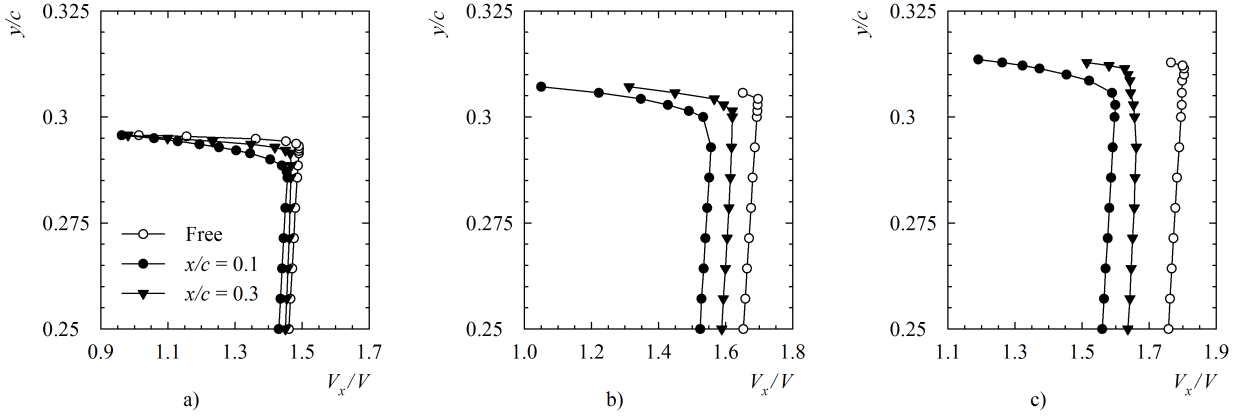 y/c
0.325
0.3
0.275
0.25
Free
x/c = 0.1
x/c = 0.3
0.9 1.1 1.3 1.5 1.7
Vx/V
a)
y/c
0.325
0.3
0.275
0.25
1.0 1.2 1.4 1.6 1.8
Vx/V
b)
y/c
0.325
0.3
0.275
0.25
1.1 1.3 1.5 1.7 1.9
Vx/V
c)